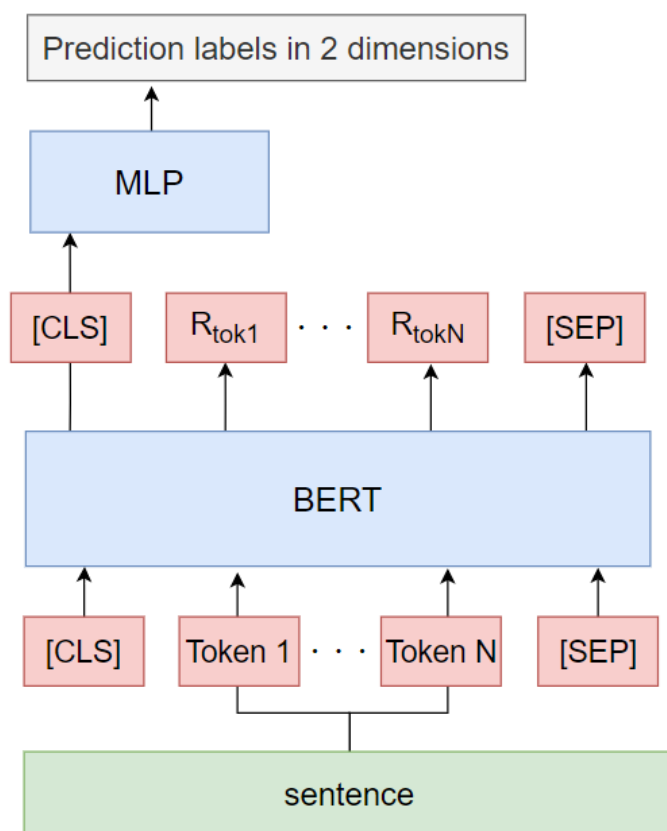 Prediction labels in 2 dimensions
MLP
[CLS] Rtok1 · · · RtokN [SEP]
BERT
[CLS] Token 1 · · · Token N [SEP]
sentence